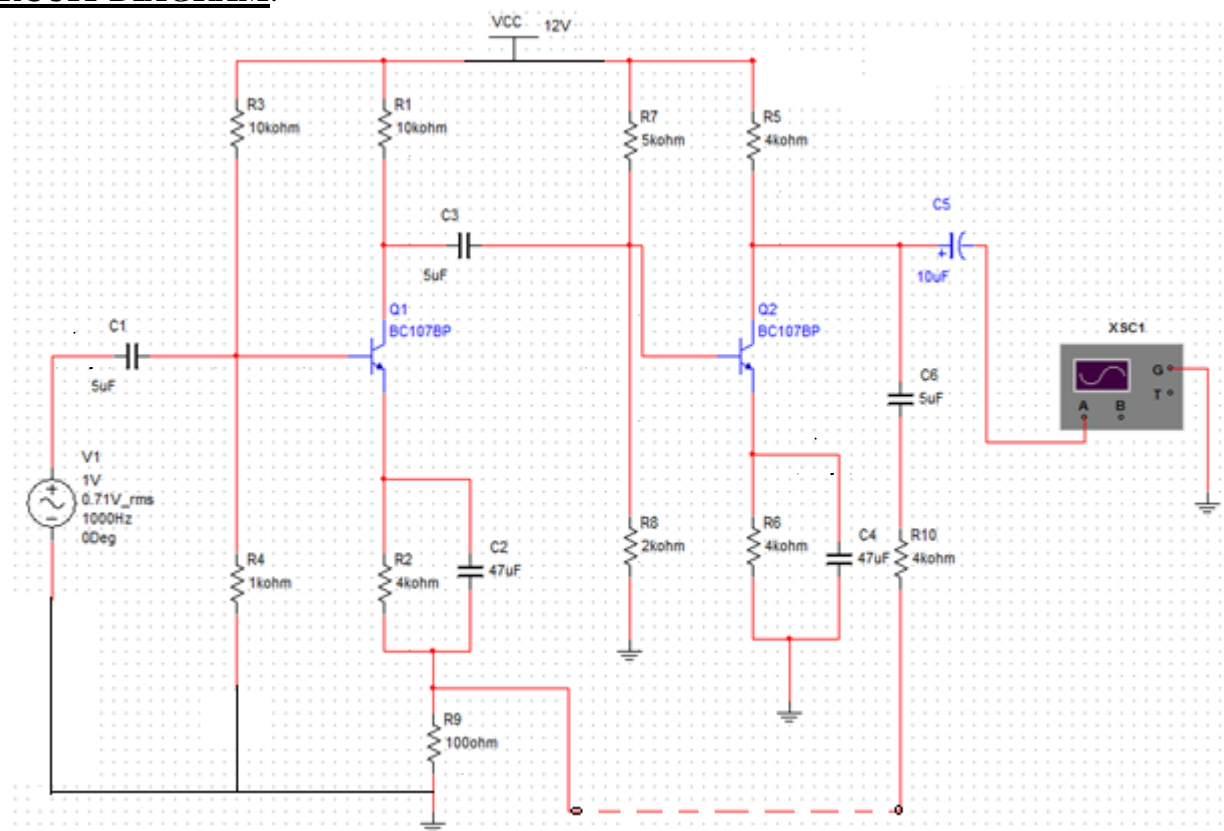 VCC 12V
R3
10kohm
R1
10kohm
R7
5kohm
R5
4kohm
C3
5uF
C5
10uF
Q1
BC107BP
Q2
BC107BP
C1
5uF
XSC1
G
T
A B
C6
5uF
V1
1V
0.71V_rms
1000Hz
0Deg
R4
1kohm
R2
4kohm
C2
47uF
R8
2kohm
R6
4kohm
C4
47uF
R10
4kohm
R9
100ohm